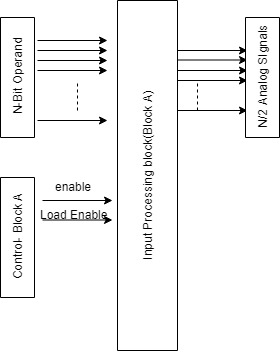 N-Bit Operand
Input Processing block(Block A)
N/2 Analog SIgnals
Control- Block A
enable
Load Enable